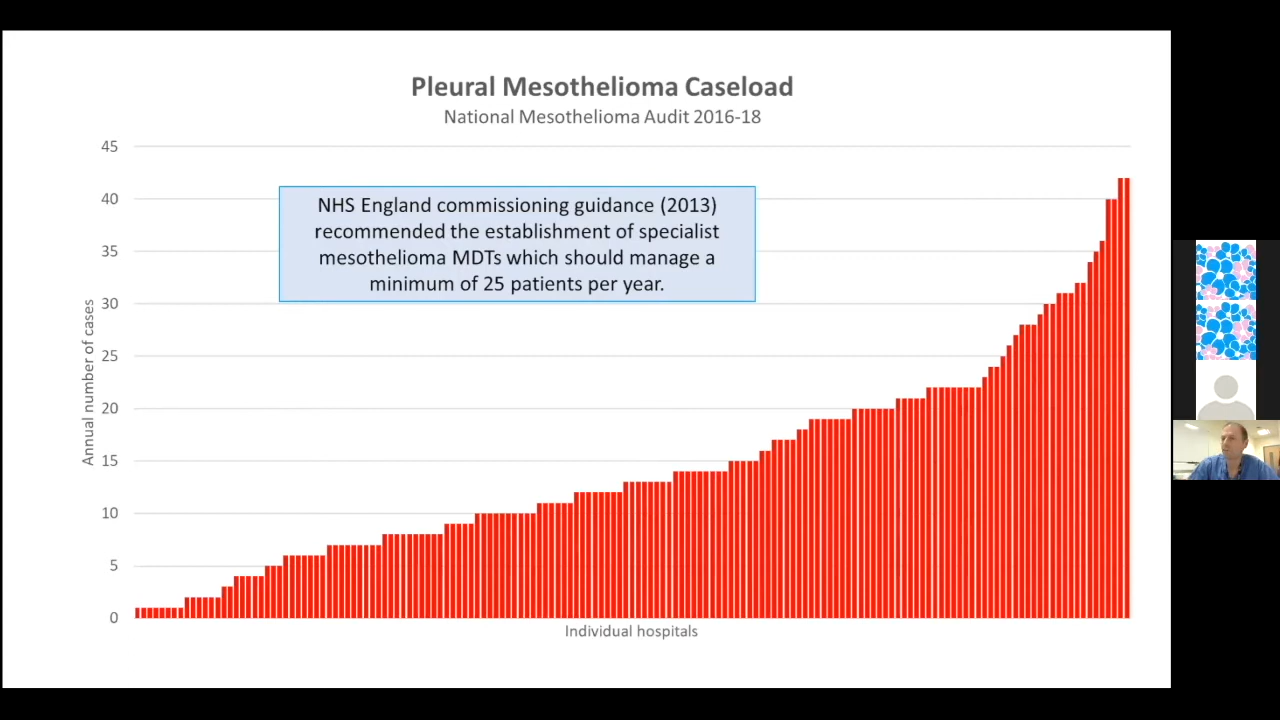 Pleural Mesothelioma Caseload
National Mesothelioma Audit 2016-18
45
40
35
30
25
20
15
10
5
0
Annual number of cases
NHS England commissioning guidance (2013)
recommended the establishment of specialist
mesothelioma MDTs which should manage a
minimum of 25 patients per year.
Individual hospitals